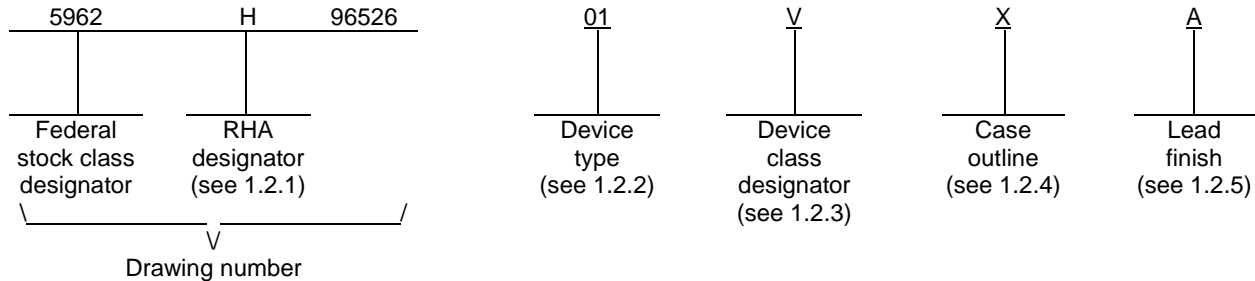 5962 H 96526 01 V X A
Federal stock class designator
RHA designator (see 1.2.1)
Device type (see 1.2.2)
Device class designator (see 1.2.3)
Case outline (see 1.2.4)
Lead finish (see 1.2.5)
Drawing number